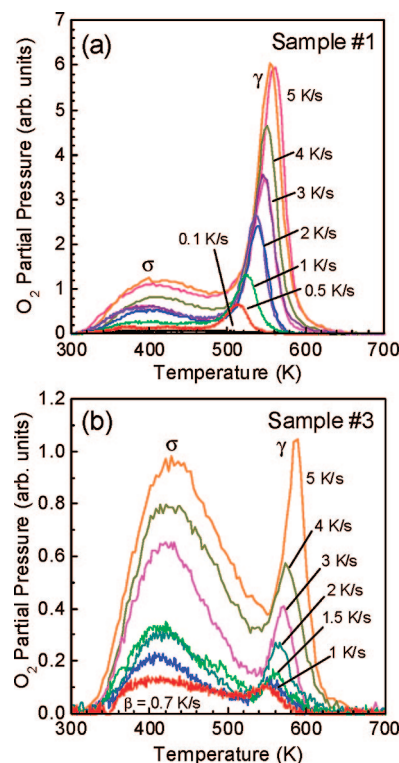 (a)
Sample #1
O₂ Partial Pressure (arb. units)
6
5
4
3
2
1
0
σ
γ
5 K/s
4 K/s
3 K/s
2 K/s
1 K/s
0.5 K/s
0.1 K/s
300 400 500 600 700
Temperature (K)
(b)
Sample #3
O₂ Partial Pressure (arb. units)
1.2
1.0
0.8
0.6
0.4
0.2
0.0
σ
γ
5 K/s
4 K/s
3 K/s
2 K/s
1.5 K/s
1 K/s
β = 0.7 K/s
300 400 500 600 700
Temperature (K)